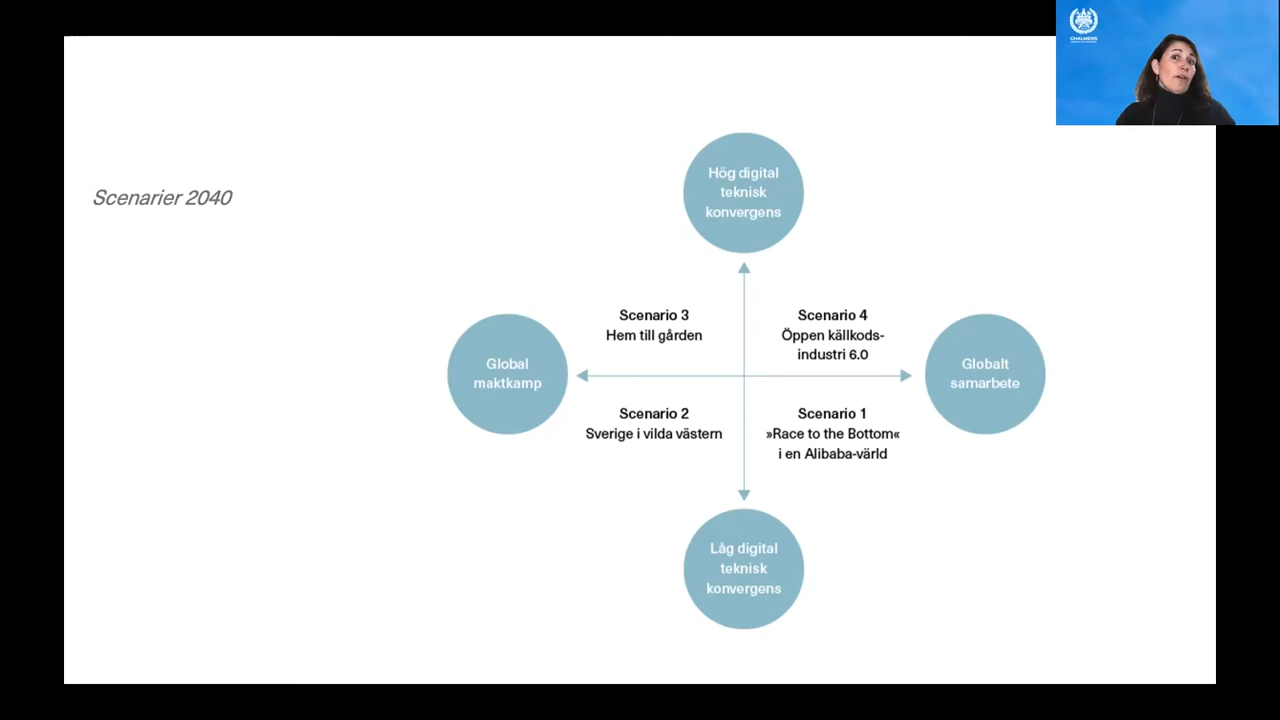 CHALMERS
Scenarier 2040
Hög digital
teknisk
konvergens
Scenario 3
Hem till gården
Scenario 4
Öppen källkods-
industri 6.0
Global
maktkamp
Globalt
samarbete
Scenario 2
Sverige i vilda västern
Scenario 1
»Race to the Bottom«
i en Alibaba-värld
Låg digital
teknisk
konvergens